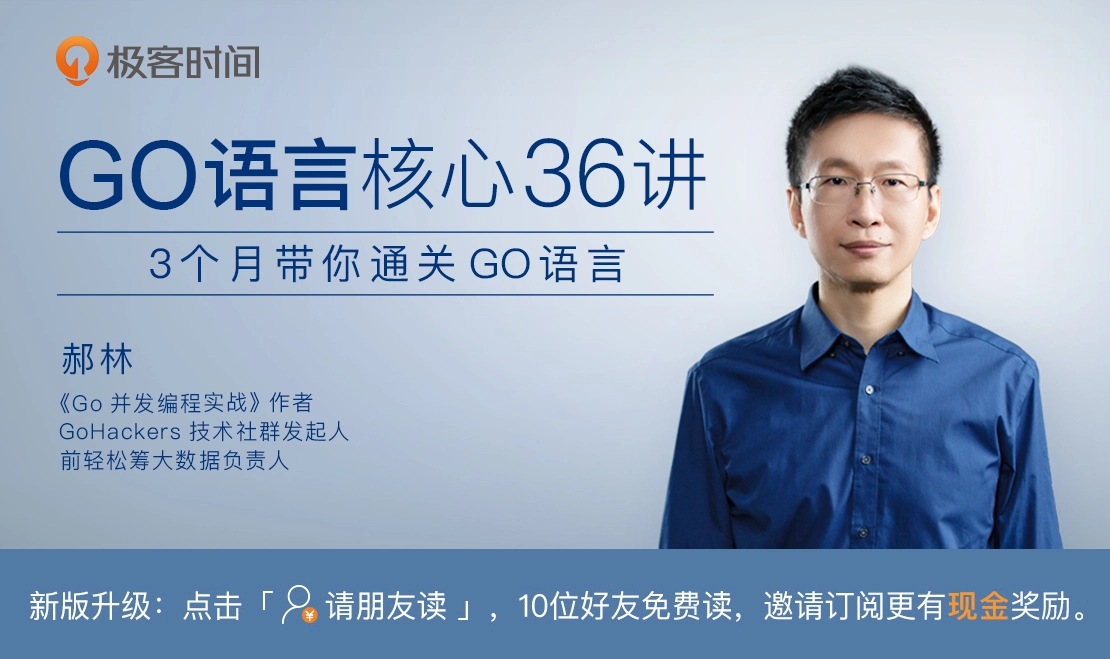 极客时间
GO语言核心36讲
3个月带你通关GO语言
郝林
《Go 并发编程实战》作者
GoHackers 技术社群发起人
前轻松筹大数据负责人
新版升级：点击「 ¥ 请朋友读 」，10位好友免费读，邀请订阅更有现金奖励。